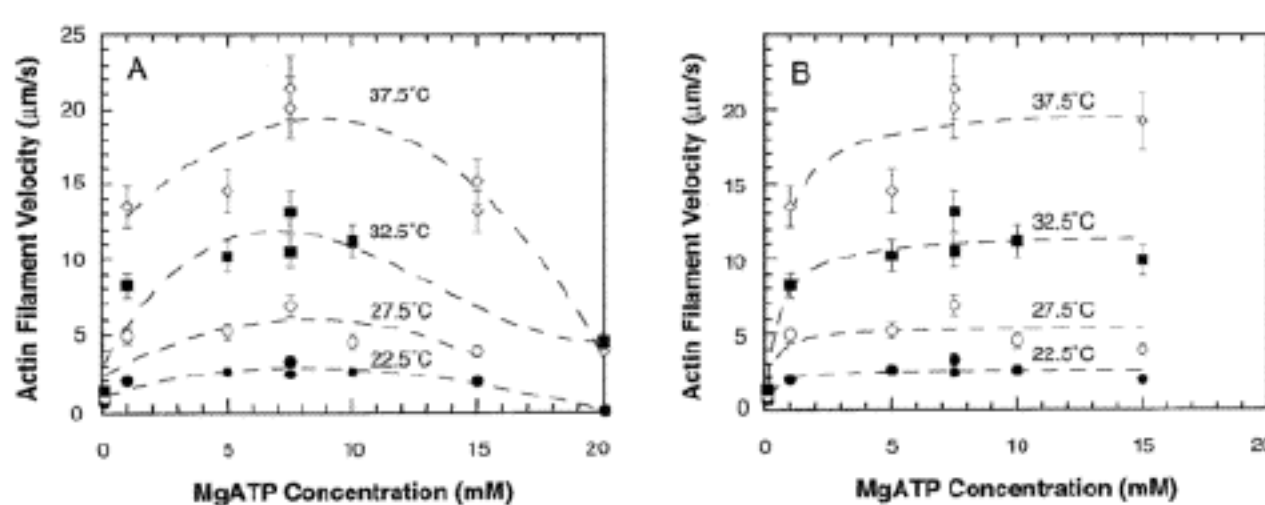 A
Actin Filament Velocity (µm/s)
25
20
15
10
5
0
37.5°C
32.5°C
27.5°C
22.5°C
0 5 10 15 20
MgATP Concentration (mM)
B
Actin Filament Velocity (µm/s)
20
15
10
5
0
37.5°C
32.5°C
27.5°C
22.5°C
0 5 10 15 20
MgATP Concentration (mM)